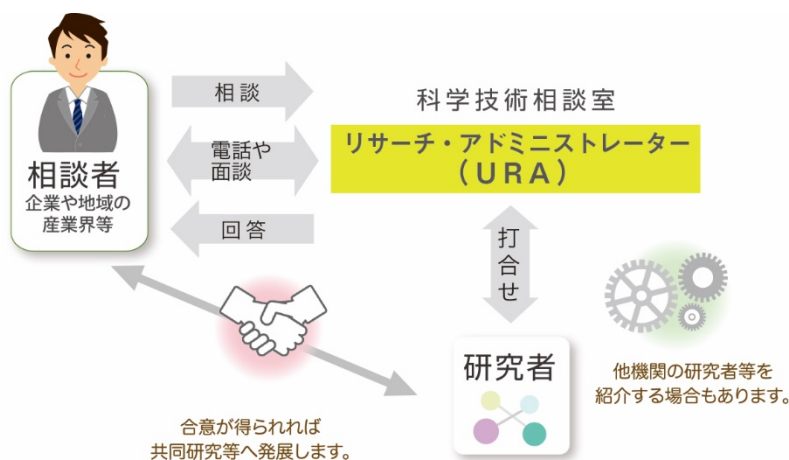 相談
科学技術相談室
リサーチ・アドミニストレーター
（URA）
電話や
面談
相談者
企業や地域の
産業界等
回答
打合せ
研究者
他機関の研究者等を
紹介する場合もあります。
合意が得られれば
共同研究等へ発展します。